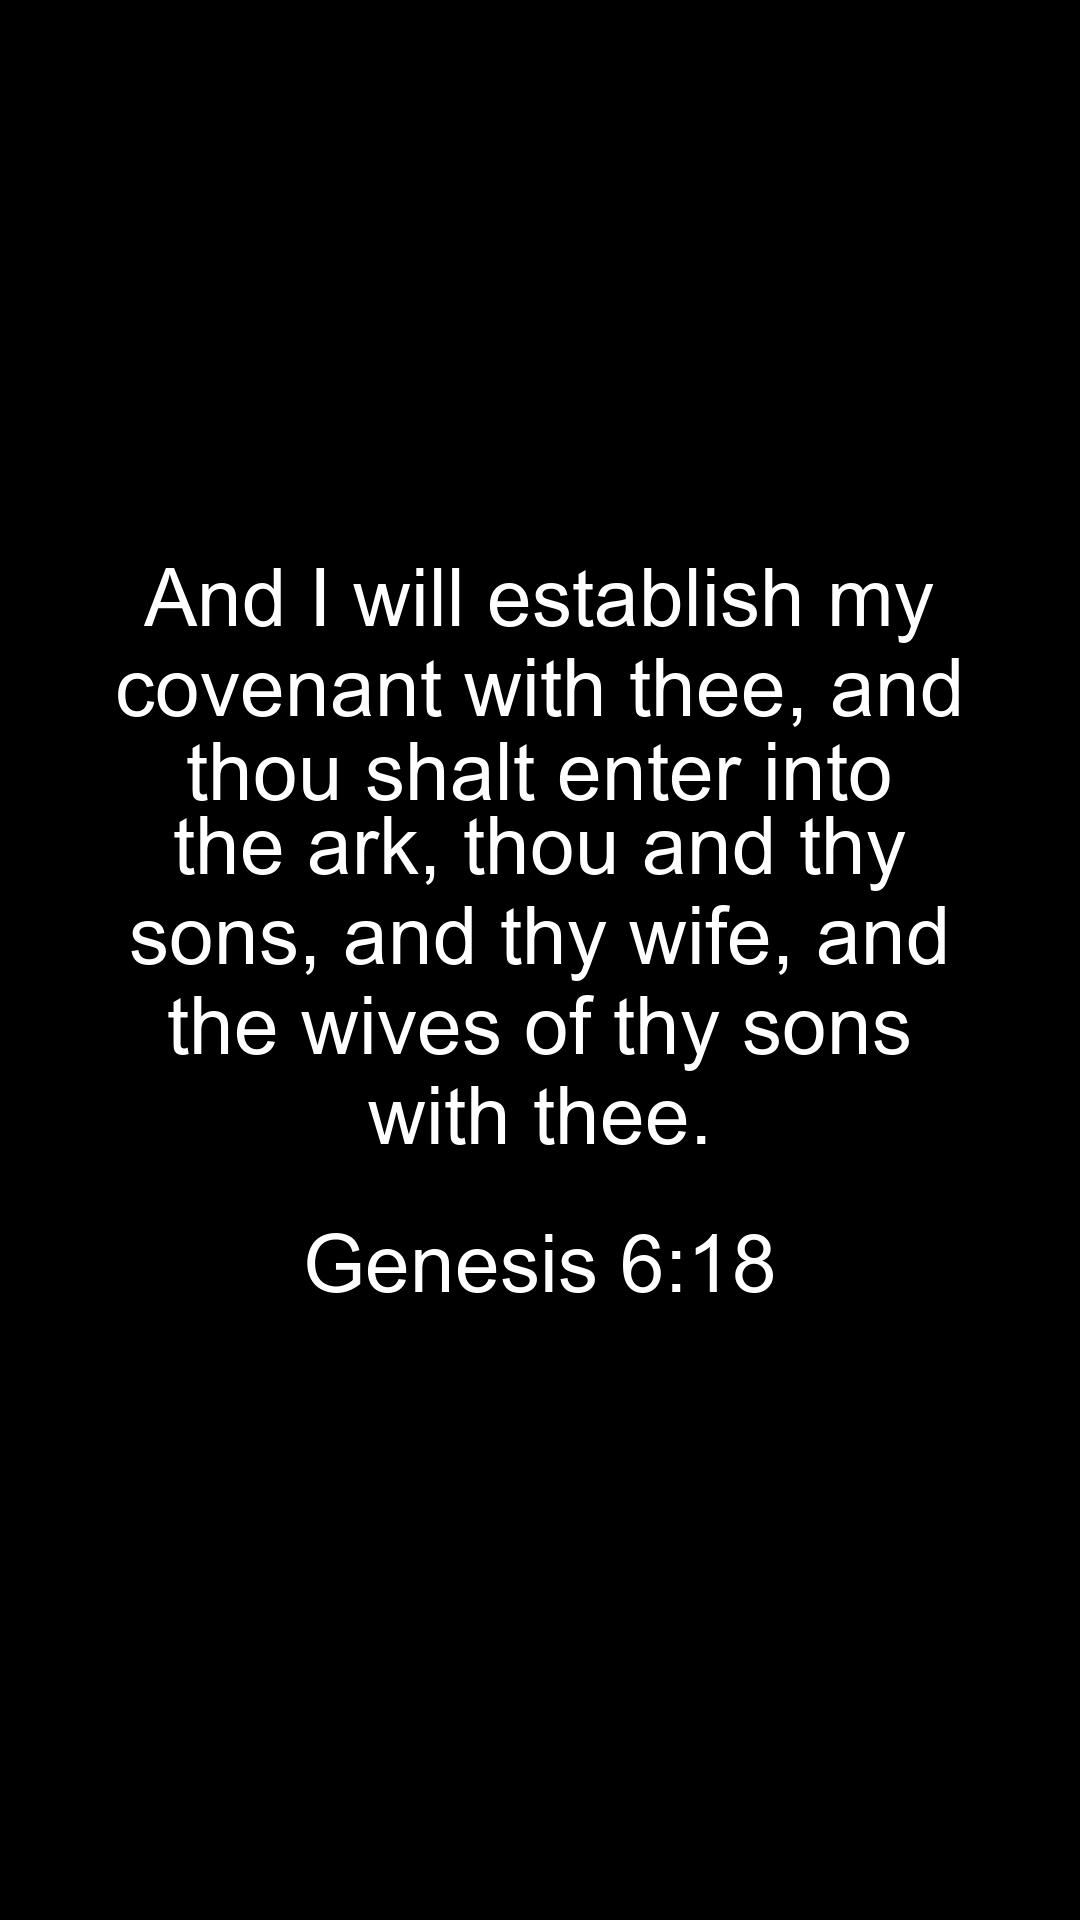 And I will establish my
covenant with thee, and
thou shalt enter into
the ark, thou and thy
sons, and thy wife, and
the wives of thy sons
with thee.
Genesis 6:18